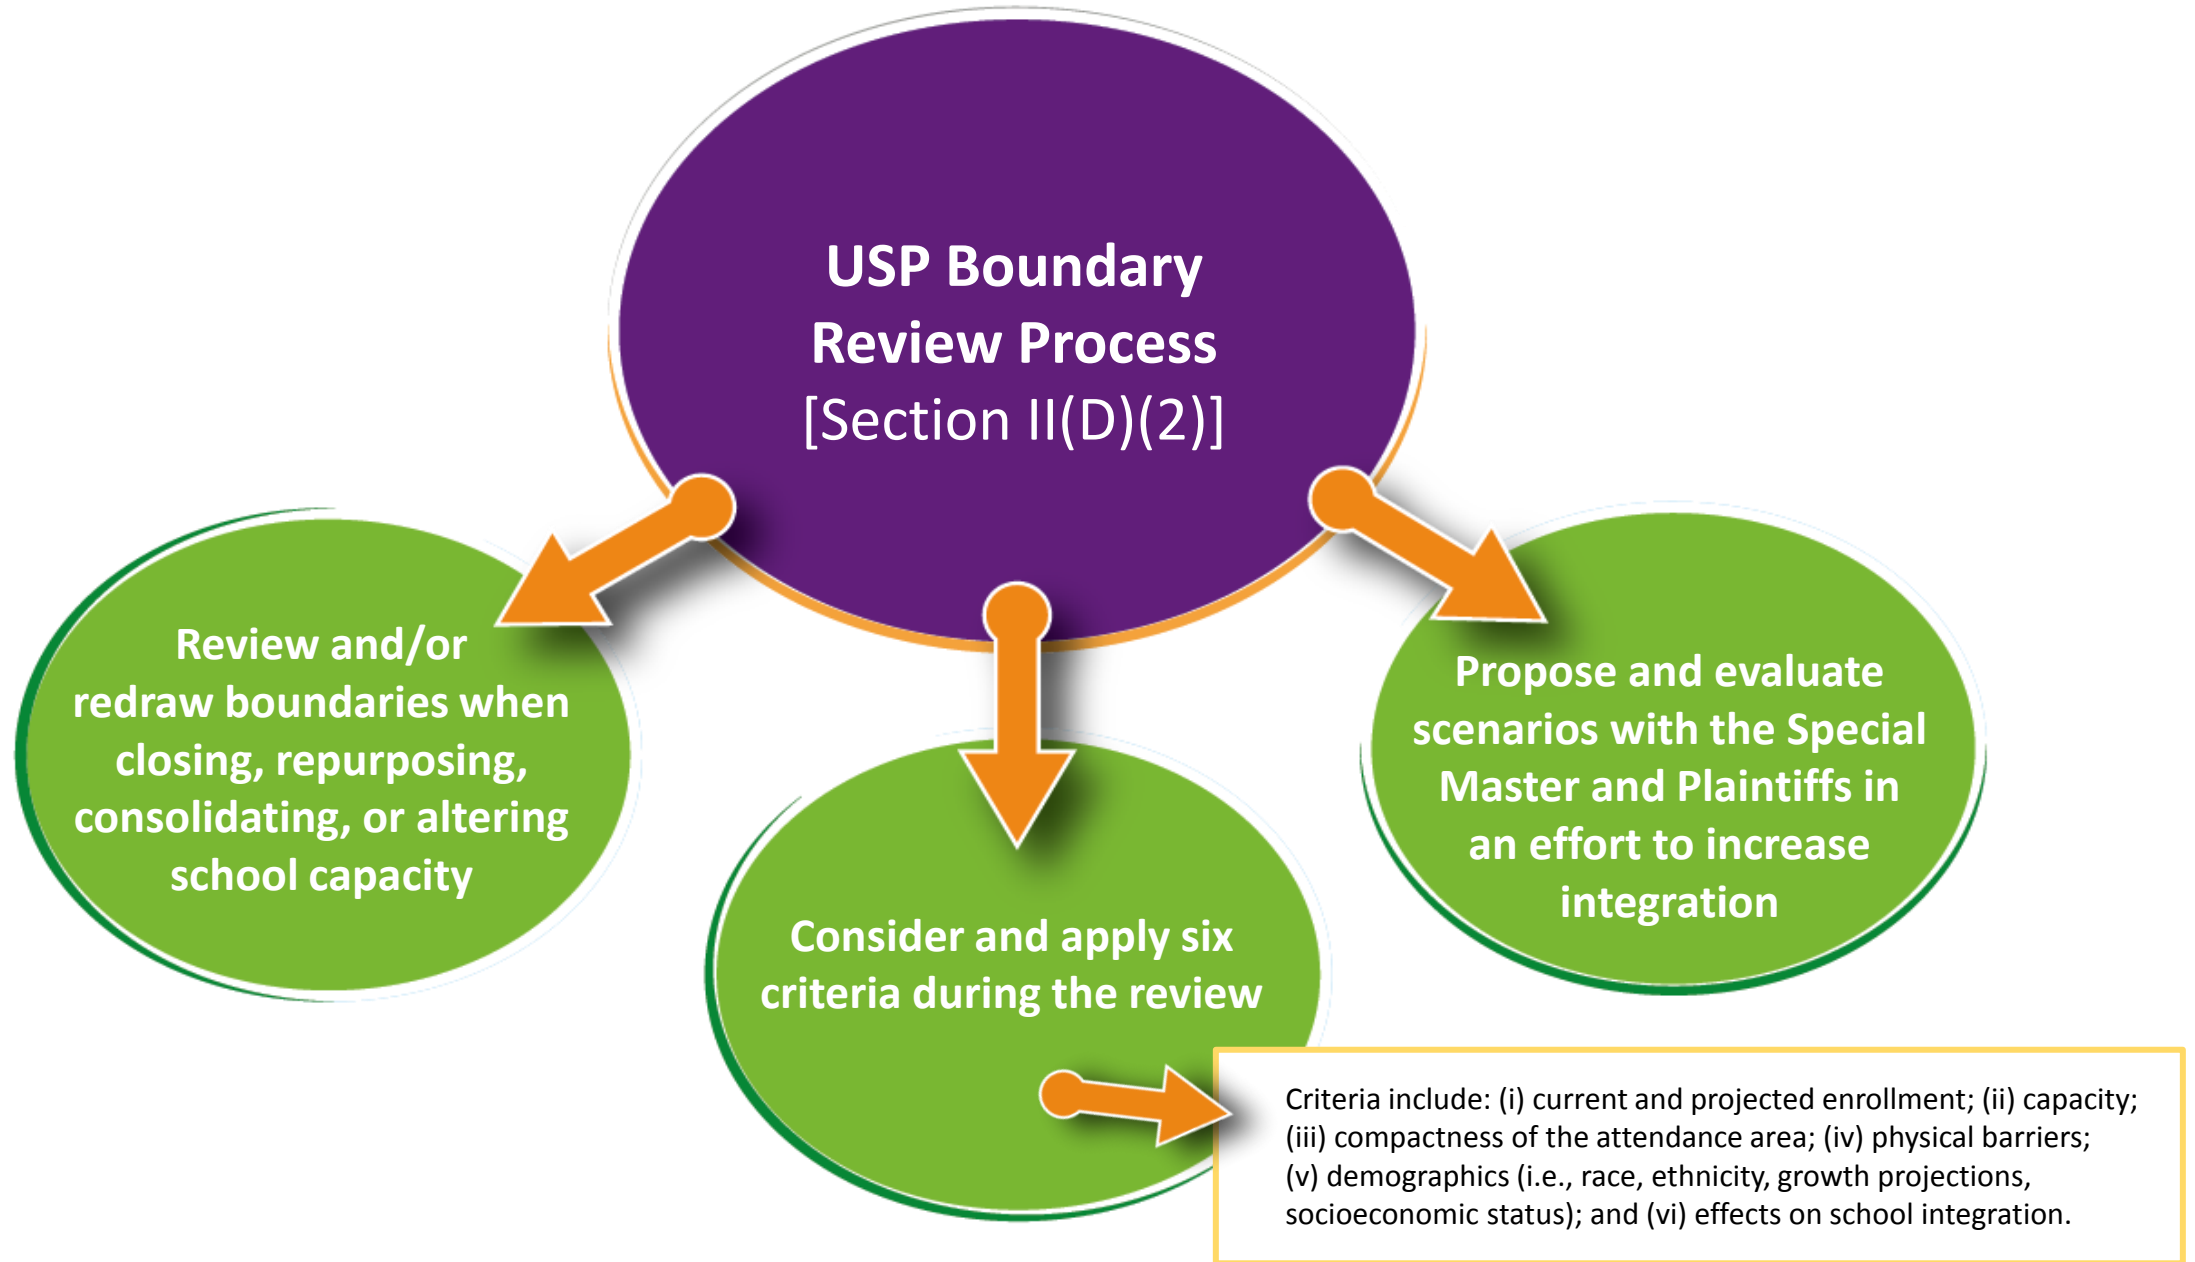 USP Boundary
Review Process
[Section II(D)(2)]
Review and/or
redraw boundaries when
closing, repurposing,
consolidating, or altering
school capacity
Consider and apply six
criteria during the review
Propose and evaluate
scenarios with the Special
Master and Plaintiffs in
an effort to increase
integration
Criteria include: (i) current and projected enrollment; (ii) capacity;
(iii) compactness of the attendance area; (iv) physical barriers;
(v) demographics (i.e., race, ethnicity, growth projections,
socioeconomic status); and (vi) effects on school integration.